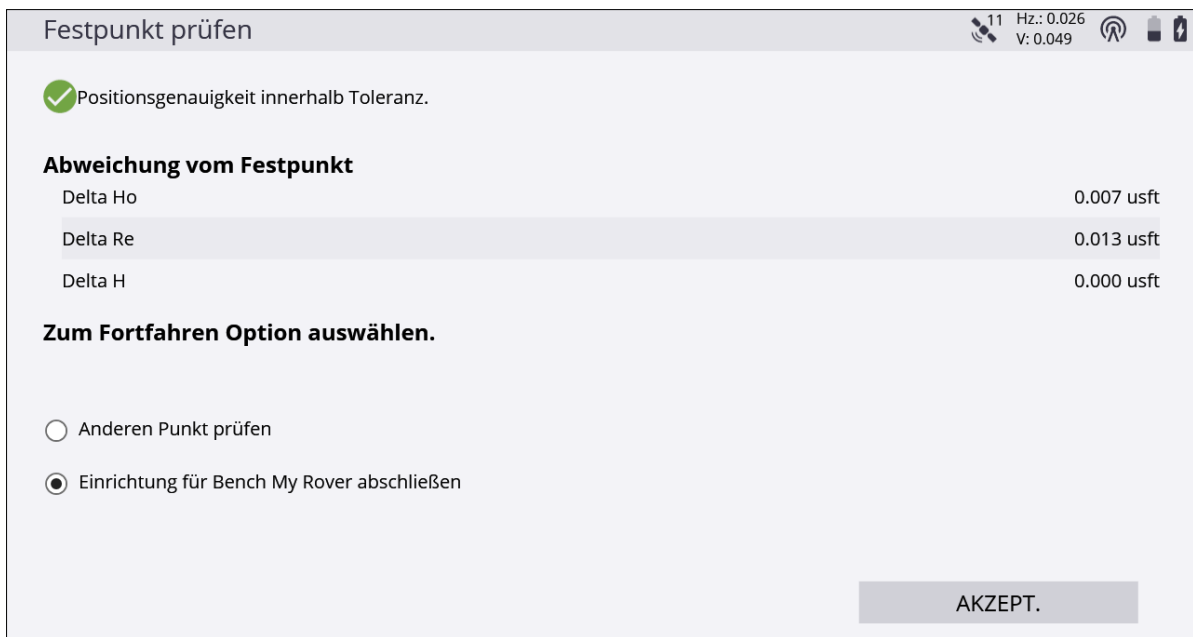 Festpunkt prüfen
11
Hz.: 0.026
V: 0.049
Positionsgenauigkeit innerhalb Toleranz.
Abweichung vom Festpunkt
Delta Ho 0.007 usft
Delta Re 0.013 usft
Delta H 0.000 usft
Zum Fortfahren Option auswählen.
Anderen Punkt prüfen
Einrichtung für Bench My Rover abschließen
AKZEPT.